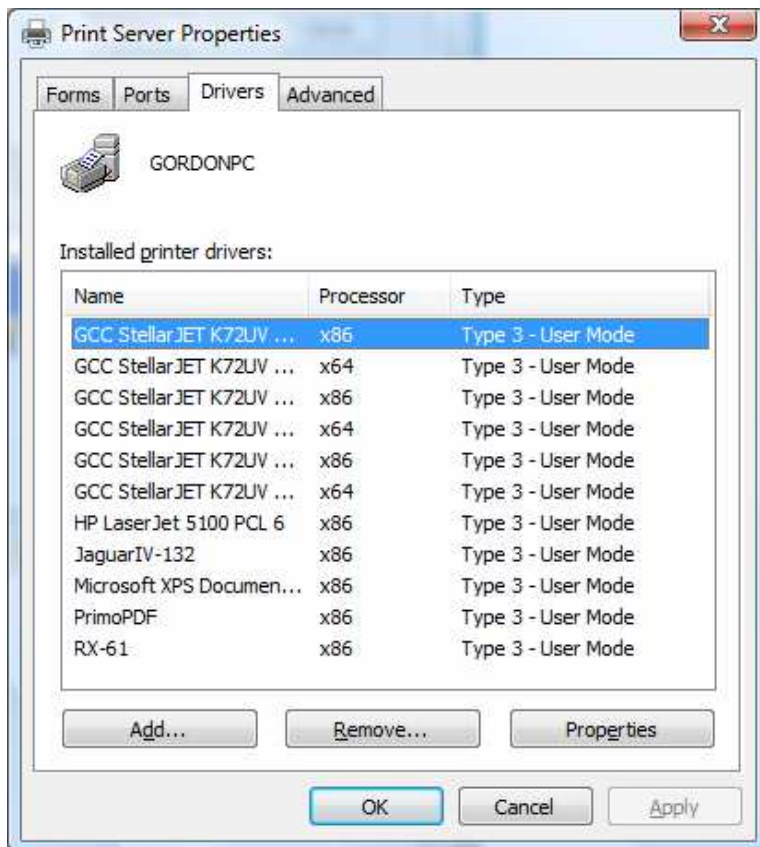 Print Server Properties
Forms Ports Drivers Advanced
GORDONPC
Installed printer drivers:
Name Processor Type
GCC StellarJET K72UV ... x86 Type 3 - User Mode
GCC StellarJET K72UV ... x64 Type 3 - User Mode
GCC StellarJET K72UV ... x86 Type 3 - User Mode
GCC StellarJET K72UV ... x64 Type 3 - User Mode
GCC StellarJET K72UV ... x86 Type 3 - User Mode
GCC StellarJET K72UV ... x64 Type 3 - User Mode
HP LaserJet 5100 PCL 6 x86 Type 3 - User Mode
JaguarIV-132 x86 Type 3 - User Mode
Microsoft XPS Documen... x86 Type 3 - User Mode
PrimoPDF x86 Type 3 - User Mode
RX-61 x86 Type 3 - User Mode
Add... Remove... Properties
OK Cancel Apply